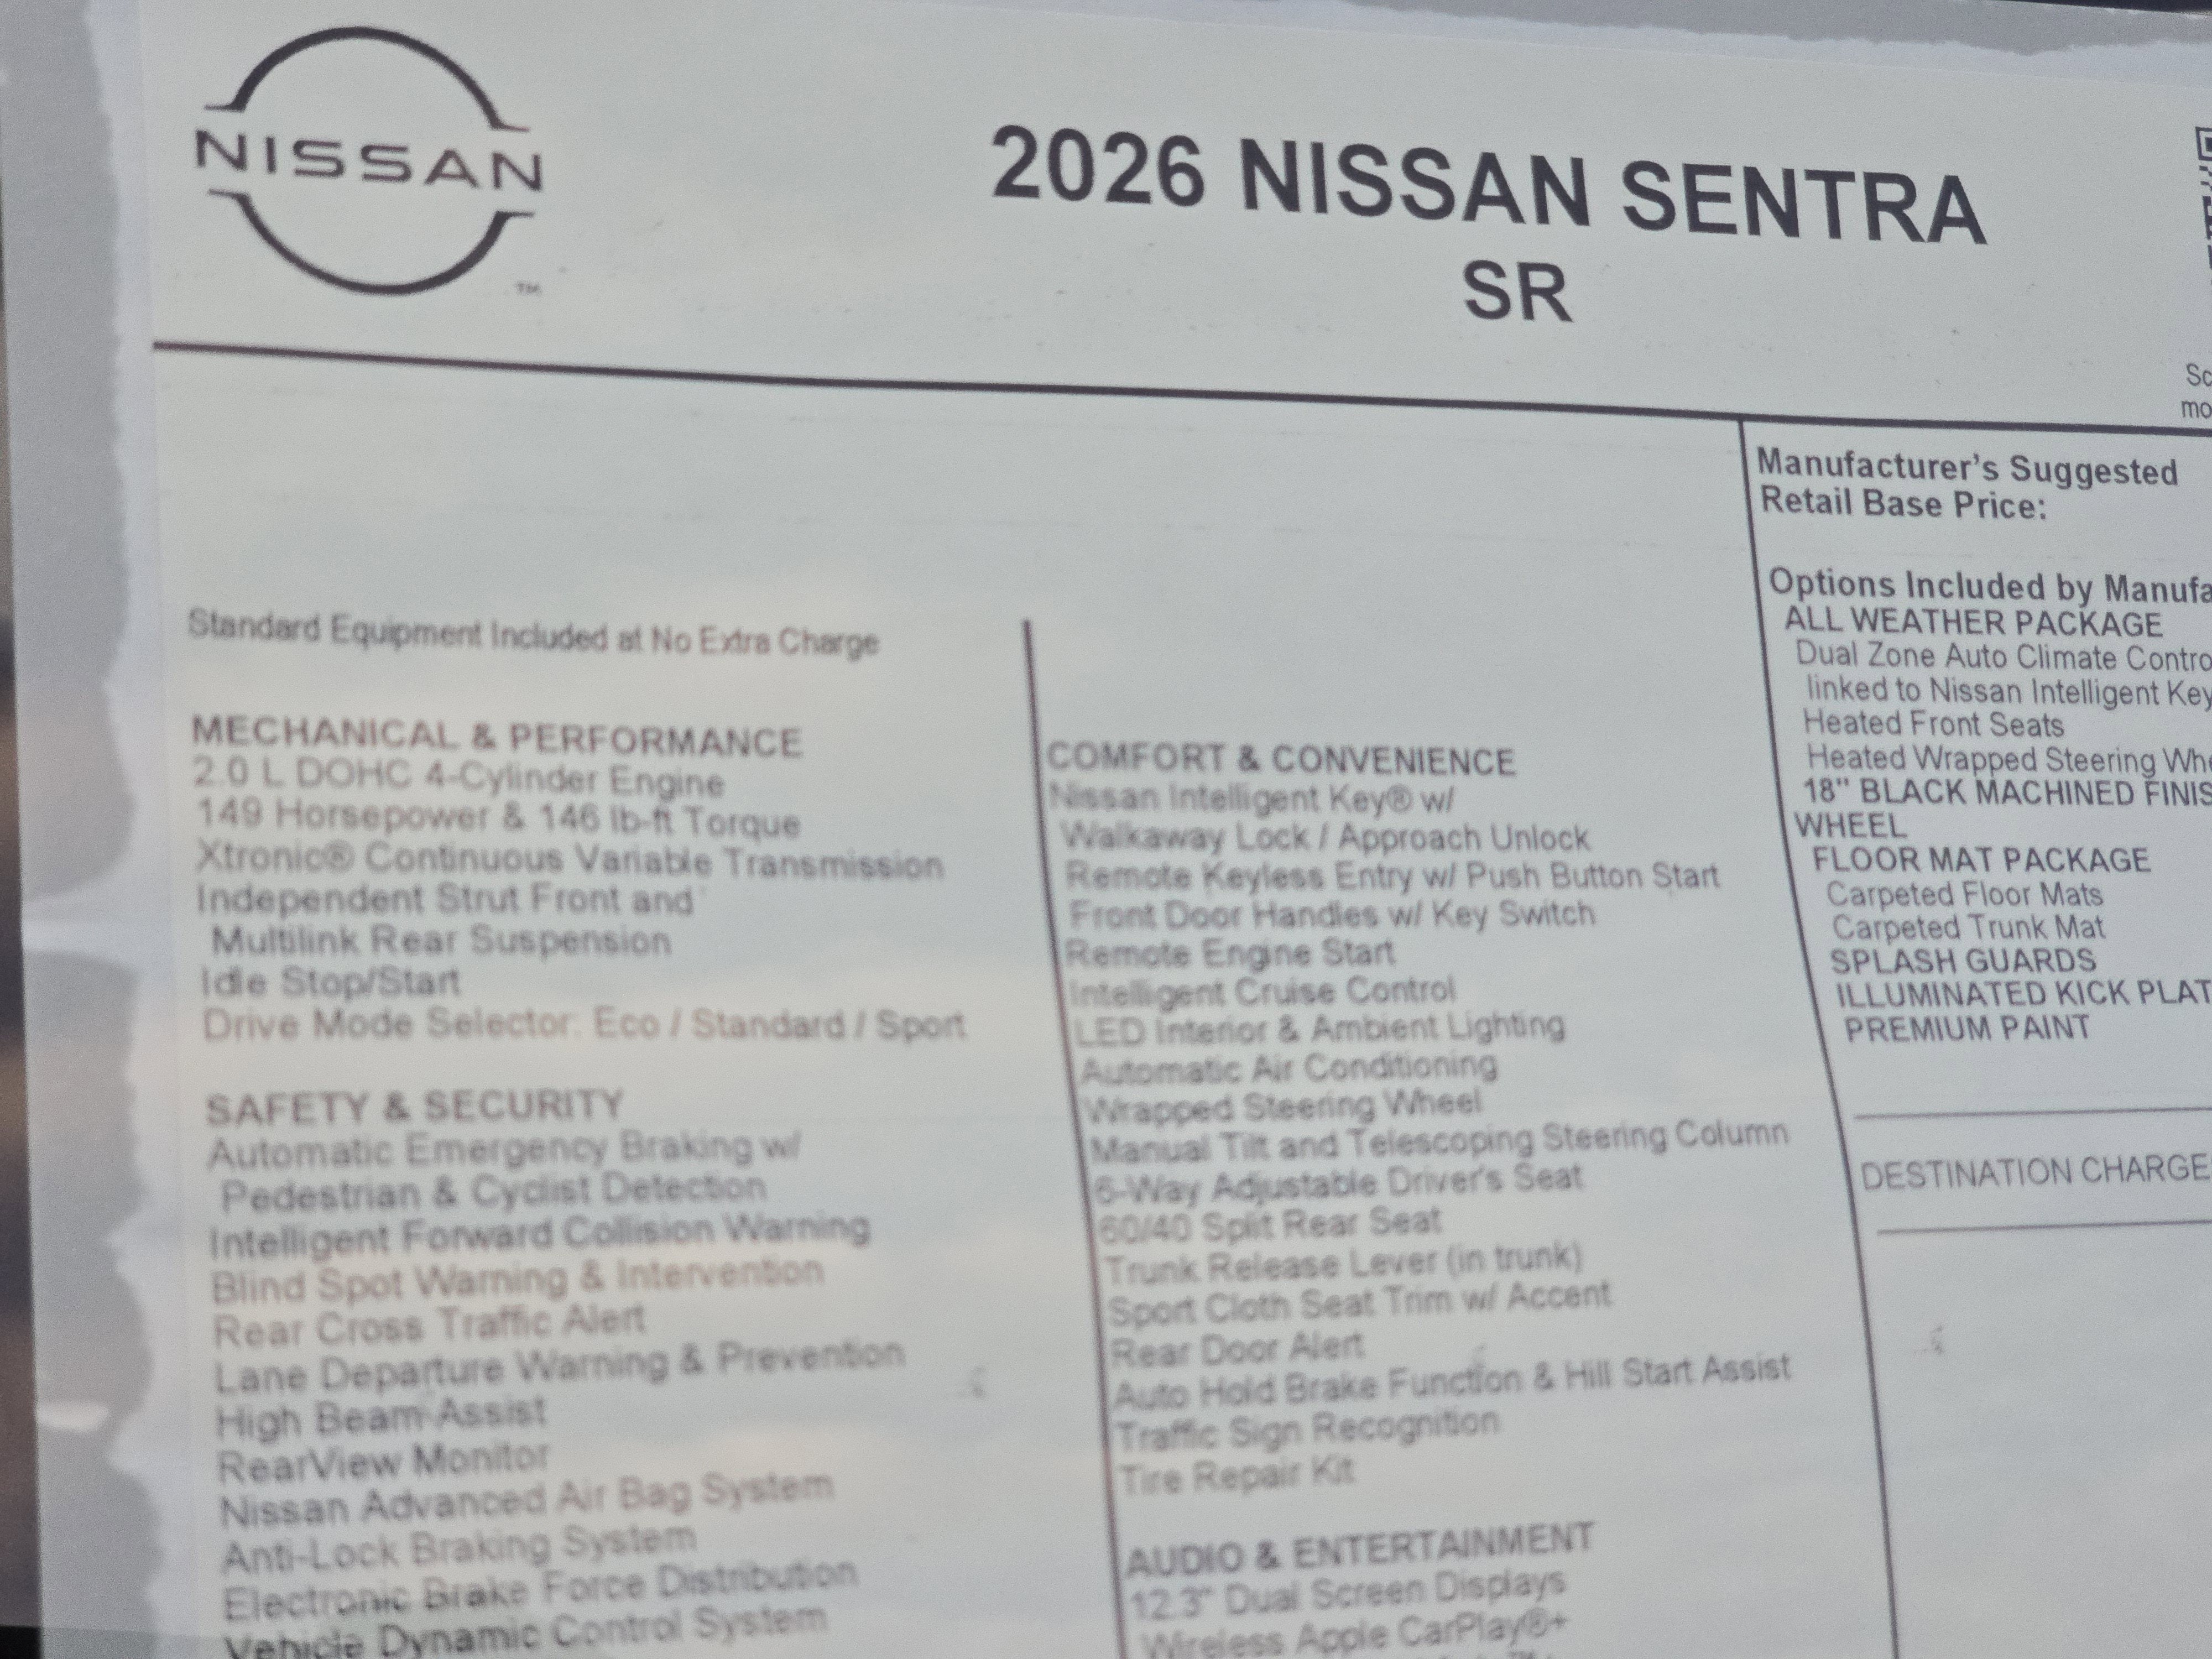 NISSAN
TM
2026 NISSAN SENTRA
SR
Sc
mo
Standard Equipment Included at No Extra Charge
MECHANICAL & PERFORMANCE
2.0 L DOHC 4-Cylinder Engine
149 Horsepower & 146 lb-ft Torque
Xtronic® Continuous Variable Transmission
Independent Strut Front and
Multilink Rear Suspension
Idle Stop/Start
Drive Mode Selector: Eco / Standard / Sport
SAFETY & SECURITY
Automatic Emergency Braking w/
Pedestrian & Cyclist Detection
Intelligent Forward Collision Warning
Blind Spot Warning & Intervention
Rear Cross Traffic Alert
Lane Departure Warning & Prevention
High Beam Assist
RearView Monitor
Nissan Advanced Air Bag System
Anti-Lock Braking System
Electronic Brake Force Distribution
Vehicle Dynamic Control System
COMFORT & CONVENIENCE
Nissan Intelligent Key® w/
Walkaway Lock / Approach Unlock
Remote Keyless Entry w/ Push Button Start
Front Door Handles w/ Key Switch
Remote Engine Start
Intelligent Cruise Control
LED Interior & Ambient Lighting
Automatic Air Conditioning
Wrapped Steering Wheel
Manual Tilt and Telescoping Steering Column
6-Way Adjustable Driver's Seat
60/40 Split Rear Seat
Trunk Release Lever (in trunk)
Sport Cloth Seat Trim w/ Accent
Rear Door Alert
Auto Hold Brake Function & Hill Start Assist
Traffic Sign Recognition
Tire Repair Kit
AUDIO & ENTERTAINMENT
12.3" Dual Screen Displays
Wireless Apple CarPlay®+
Manufacturer's Suggested
Retail Base Price:
Options Included by Manufa
ALL WEATHER PACKAGE
Dual Zone Auto Climate Contro
linked to Nissan Intelligent Key
Heated Front Seats
Heated Wrapped Steering Whe
18" BLACK MACHINED FINIS
WHEEL
FLOOR MAT PACKAGE
Carpeted Floor Mats
Carpeted Trunk Mat
SPLASH GUARDS
ILLUMINATED KICK PLAT
PREMIUM PAINT
DESTINATION CHARGE